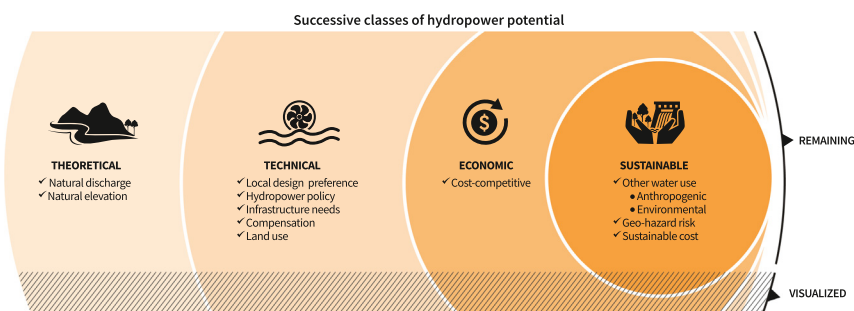 Successive classes of hydropower potential
THEORETICAL
✓ Natural discharge
✓ Natural elevation
TECHNICAL
✓ Local design preference
✓ Hydropower policy
✓ Infrastructure needs
✓ Compensation
✓ Land use
ECONOMIC
✓ Cost-competitive
$
SUSTAINABLE
✓ Other water use
• Anthropogenic
• Environmental
✓ Geo-hazard risk
✓ Sustainable cost
REMAINING
VISUALIZED